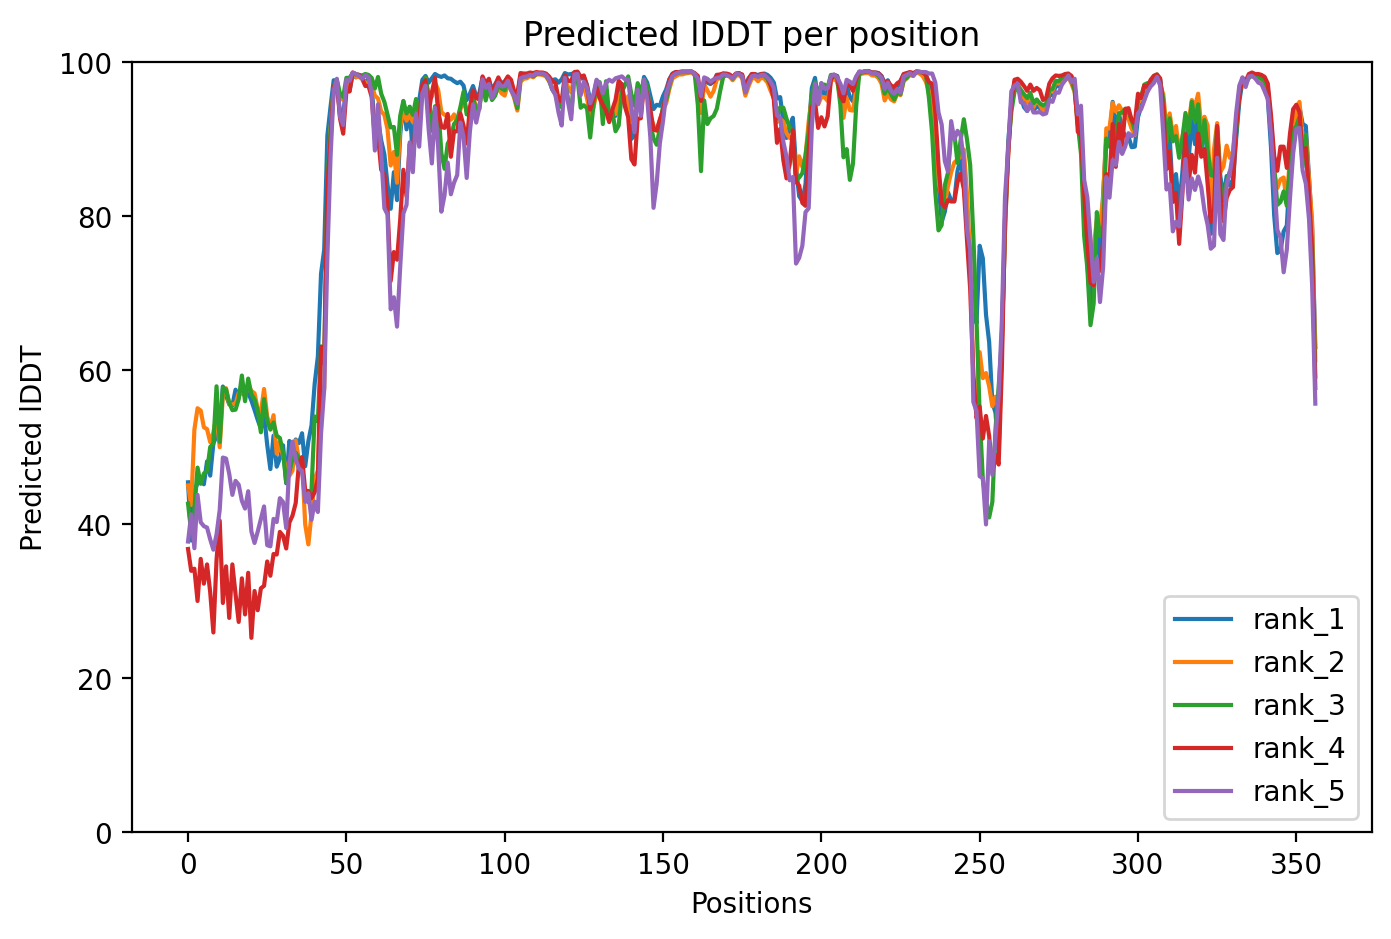 Predicted lDDT per position
100
80
60
40
20
0
Predicted lDDT
0 50 100 150 200 250 300 350
Positions
rank_1
rank_2
rank_3
rank_4
rank_5